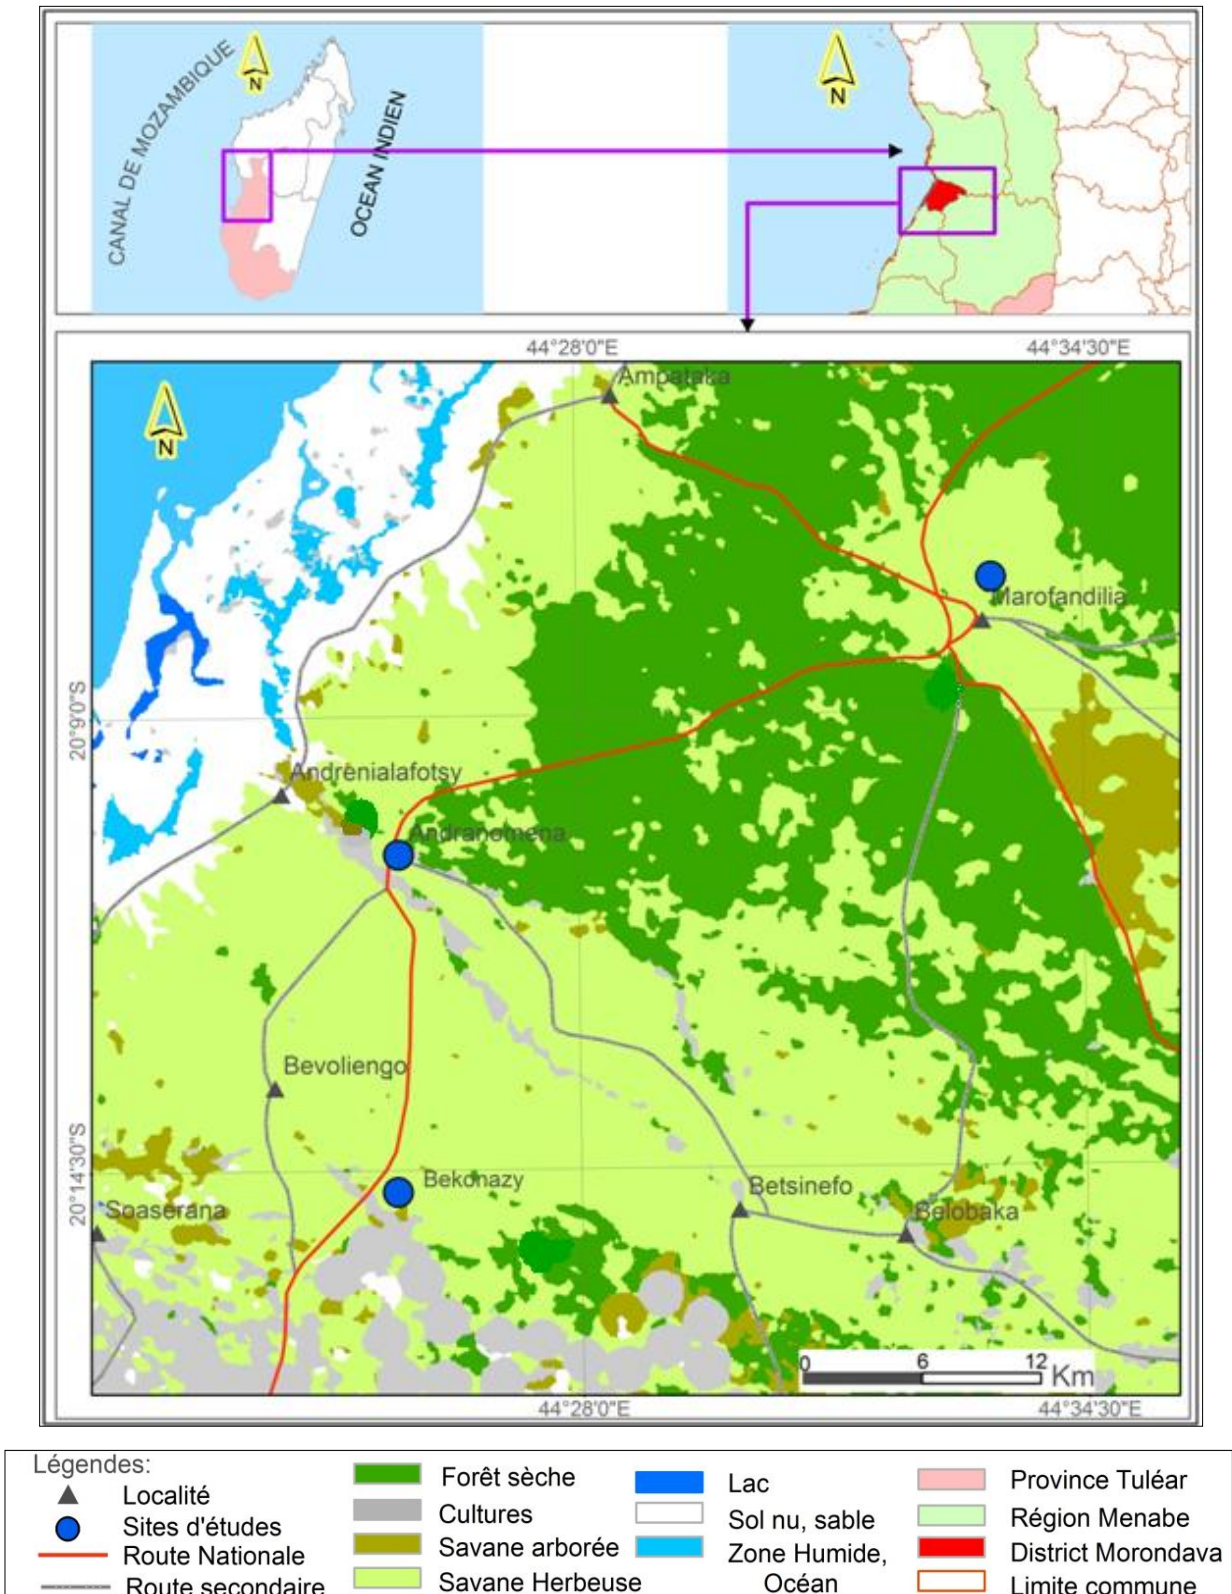 N
CANAL DE MOZAMBIQUE
OCEAN INDIEN
N
44°28'0"E
44°34'30"E
N
Ampataka
Marofandilia
20°9'0"S
Andrenialafotsy
Andranomena
Bevoliengo
20°14'30"S
Bekonazy
Betsinefo
Soaserana
Belobaka
0 6 12 Km
44°28'0"E
44°34'30"E
Légendes:
Localité
Sites d'études
Route Nationale
Route secondaire
Forêt sèche
Cultures
Savane arborée
Savane Herbeuse
Lac
Sol nu, sable
Zone Humide,
Océan
Province Tuléar
Région Menabe
District Morondava
Limite commune